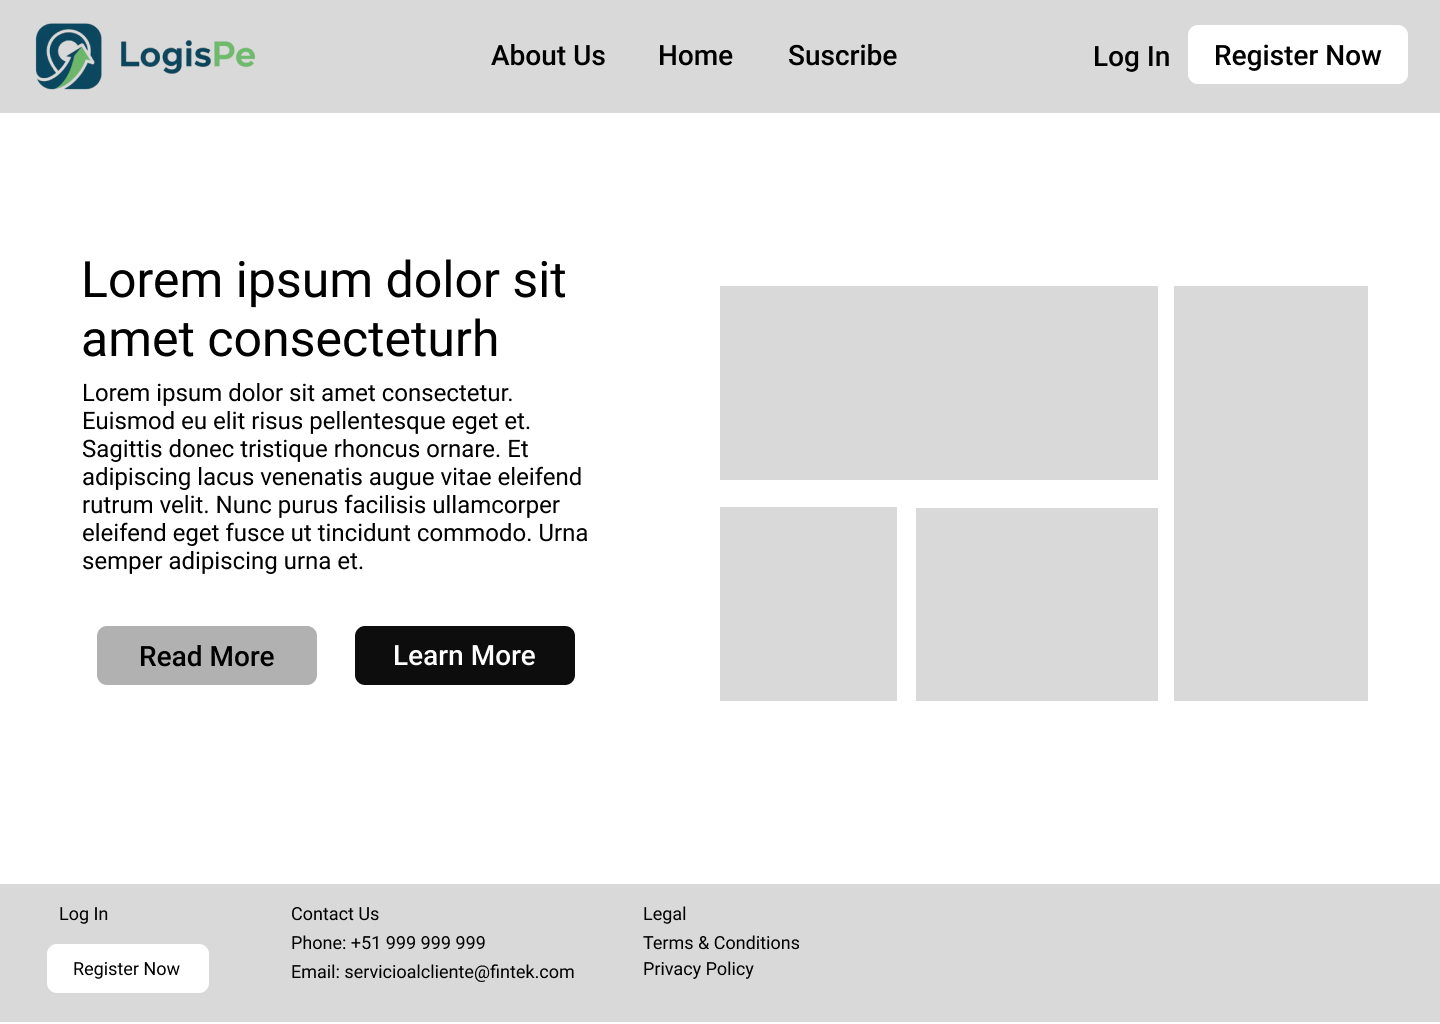 LogisPe
About Us
Home
Suscribe
Log In
Register Now
Lorem ipsum dolor sit
amet consecteturh
Lorem ipsum dolor sit amet consectetur.
Euismod eu elit risus pellentesque eget et.
Sagittis donec tristique rhoncus ornare. Et
adipiscing lacus venenatis augue vitae eleifend
rutrum velit. Nunc purus facilisis ullamcorper
eleifend eget fusce ut tincidunt commodo. Urna
semper adipiscing urna et.
Read More
Learn More
Log In
Register Now
Contact Us
Phone: +51 999 999 999
Email: servicioalcliente@fintek.com
Legal
Terms & Conditions
Privacy Policy